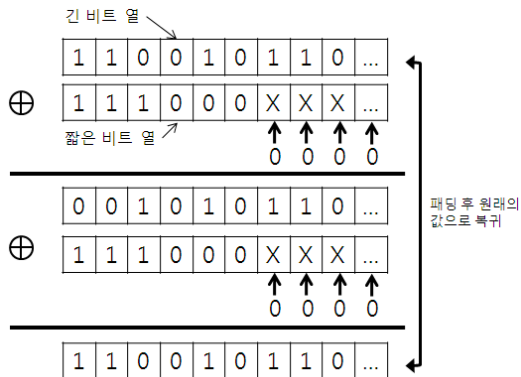 긴 비트 열
1 1 0 0 1 0 1 1 0 ...
⊕ 1 1 1 0 0 0 X X X ...
짧은 비트 열
0 0 0 0
0 0 1 0 1 0 1 1 0 ...
패딩 후 원래의
값으로 복귀
⊕ 1 1 1 0 0 0 X X X ...
0 0 0 0
1 1 0 0 1 0 1 1 0 ...